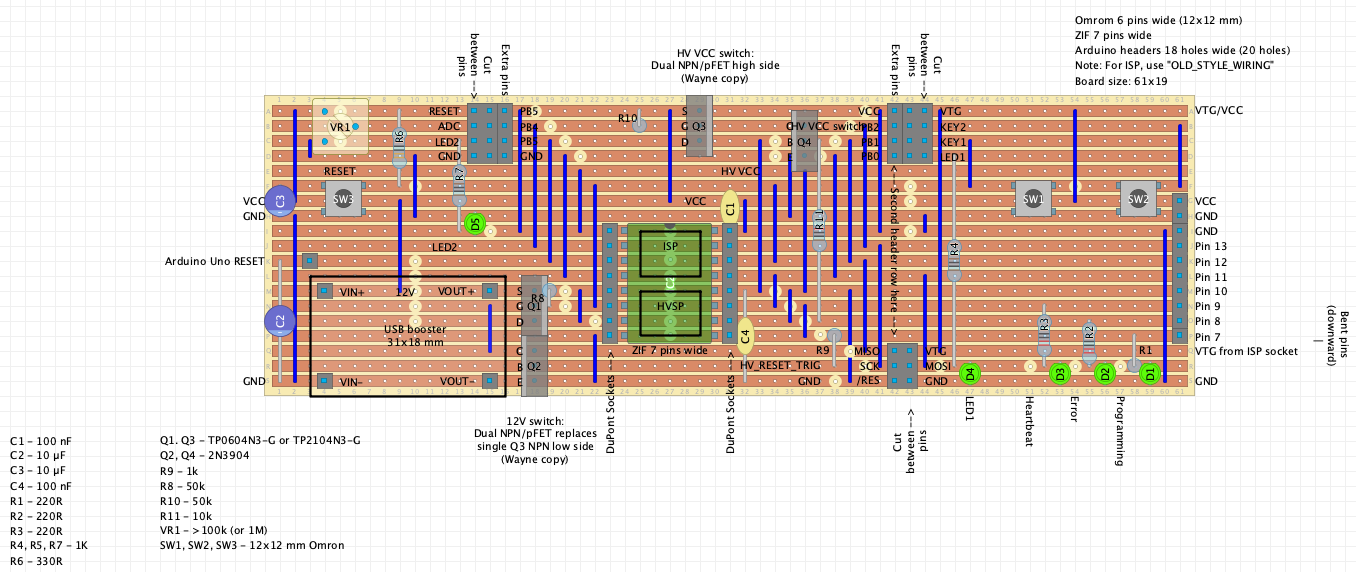 Omrom 6 pins wide (12x12 mm)
ZIF 7 pins wide
Arduino headers 18 holes wide (20 holes)
Note: For ISP, use "OLD_STYLE_WIRING"
Board size: 61x19
HV VCC switch:
Dual NPN/pFET high side
(Wayne copy)
Cut
between --->
pins
Extra pins
Extra pins
Cut
pins
between --->
RESET
ADC
LED2
GND
PB5
PB4
PB5
GND
VR1
R6
R7
R10
S
G
D
Q3
HV VCC switch
B
E
C
Q4
VCC
PB2
PB1
PB0
VTG
KEY2
KEY1
LED1
VTG/VCC
RESET
SW3
HV VCC
VCC
C3
VCC
GND
D5
LED2
C1
R11
<--- Second header row here --->
R4
SW1
SW2
VCC
GND
GND
Pin 13
Pin 12
Pin 11
Pin 10
Pin 9
Pin 8
Pin 7
VTG from ISP socket
GND
Arduino Uno RESET
VIN+
12V
VOUT+
USB booster
31x18 mm
VIN-
VOUT-
C2
GND
S
G
D
Q1
R8
C
B
E
Q2
ISP
HVSP
ZIF 7 pins wide
C4
R9
HV_RESET_TRIG
GND
MISO
SCK
/RES
VTG
MOSI
GND
D4
R3
R2
R1
D3
D2
D1
DuPont Sockets --->
DuPont Sockets --->
Cut
between --->
pins
LED1
Heartbeat
Error
Programming
Bent pins
|
(downward)
12V switch:
Dual NPN/pFET replaces
single Q3 NPN low side
(Wayne copy)
C1 - 100 nF
C2 - 10 µF
C3 - 10 µF
C4 - 100 nF
R1 - 220R
R2 - 220R
R3 - 220R
R4, R5, R7 - 1K
R6 - 330R
Q1. Q3 - TP0604N3-G or TP2104N3-G
Q2, Q4 - 2N3904
R9 - 1k
R8 - 50k
R10 - 50k
R11 - 10k
VR1 - >100k (or 1M)
SW1, SW2, SW3 - 12x12 mm Omron